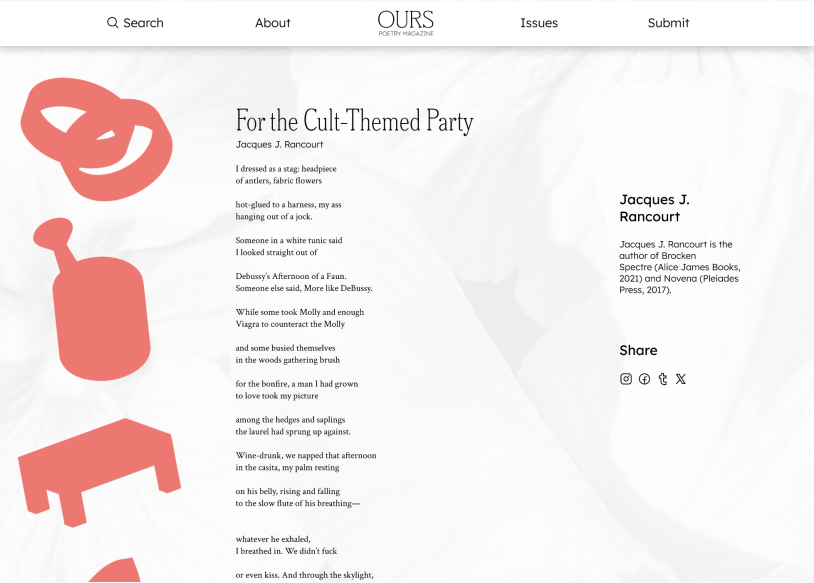 Search
About
OURS
POETRY MAGAZINE
Issues
Submit
For the Cult-Themed Party
Jacques J. Rancourt
I dressed as a stag: headpiece
of antlers, fabric flowers
hot-glued to a harness, my ass
hanging out of a jock.
Someone in a white tunic said
I looked straight out of
Debussy's Afternoon of a Faun.
Someone else said, More like DeBussy.
While some took Molly and enough
Viagra to counteract the Molly
and some busied themselves
in the woods gathering brush
for the bonfire, a man I had grown
to love took my picture
among the hedges and saplings
the laurel had sprung up against.
Wine-drunk, we napped that afternoon
in the casita, my palm resting
on his belly, rising and falling
to the slow flute of his breathing—
whatever he exhaled,
I breathed in. We didn't fuck
or even kiss. And through the skylight,
Jacques J.
Rancourt
Jacques J. Rancourt is the
author of Brocken
Spectre (Alice James Books,
2021) and Novena (Pleiades
Press, 2017).
Share